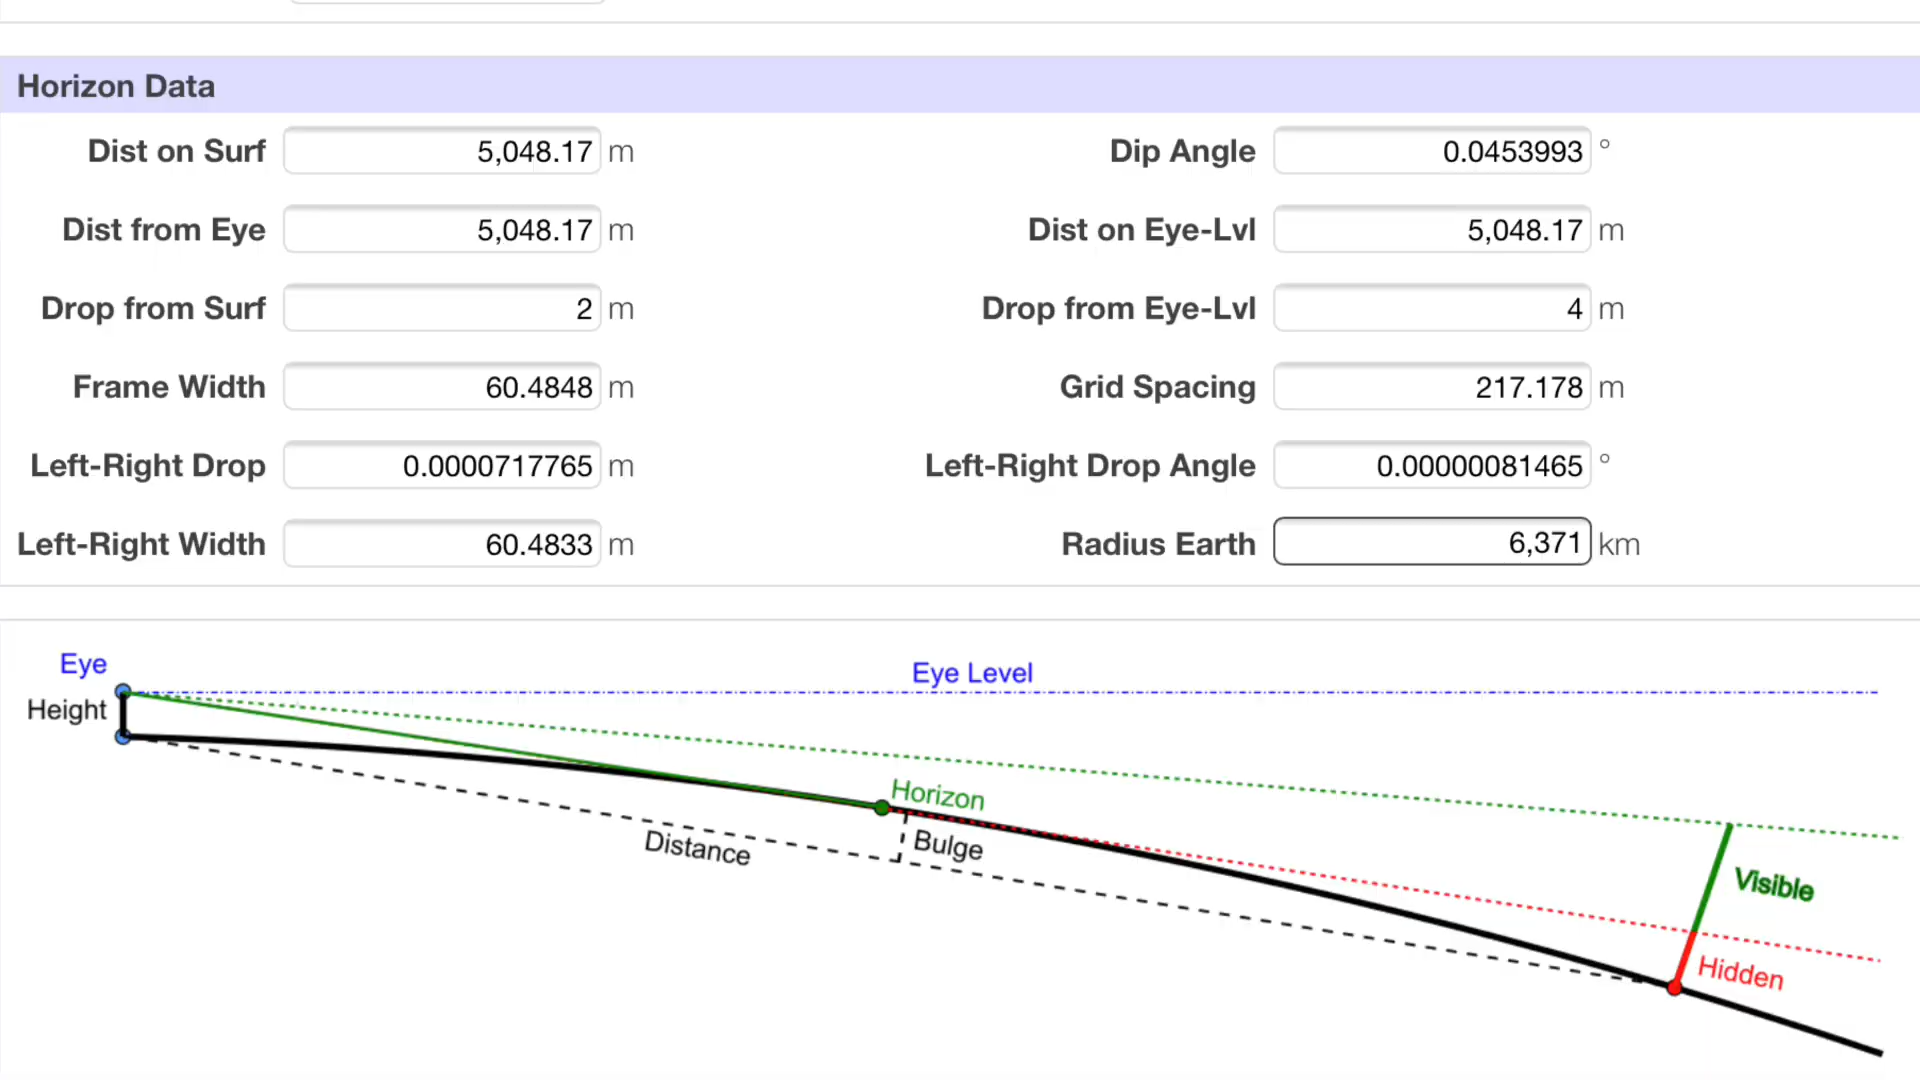 Horizon Data
Dist on Surf 5,048.17 m Dip Angle 0.0453993 °
Dist from Eye 5,048.17 m Dist on Eye-Lvl 5,048.17 m
Drop from Surf 2 m Drop from Eye-Lvl 4 m
Frame Width 60.4848 m Grid Spacing 217.178 m
Left-Right Drop 0.0000717765 m Left-Right Drop Angle 0.00000081465 °
Left-Right Width 60.4833 m Radius Earth 6,371 km
Eye
Eye Level
Height
Horizon
Distance
Bulge
Visible
Hidden